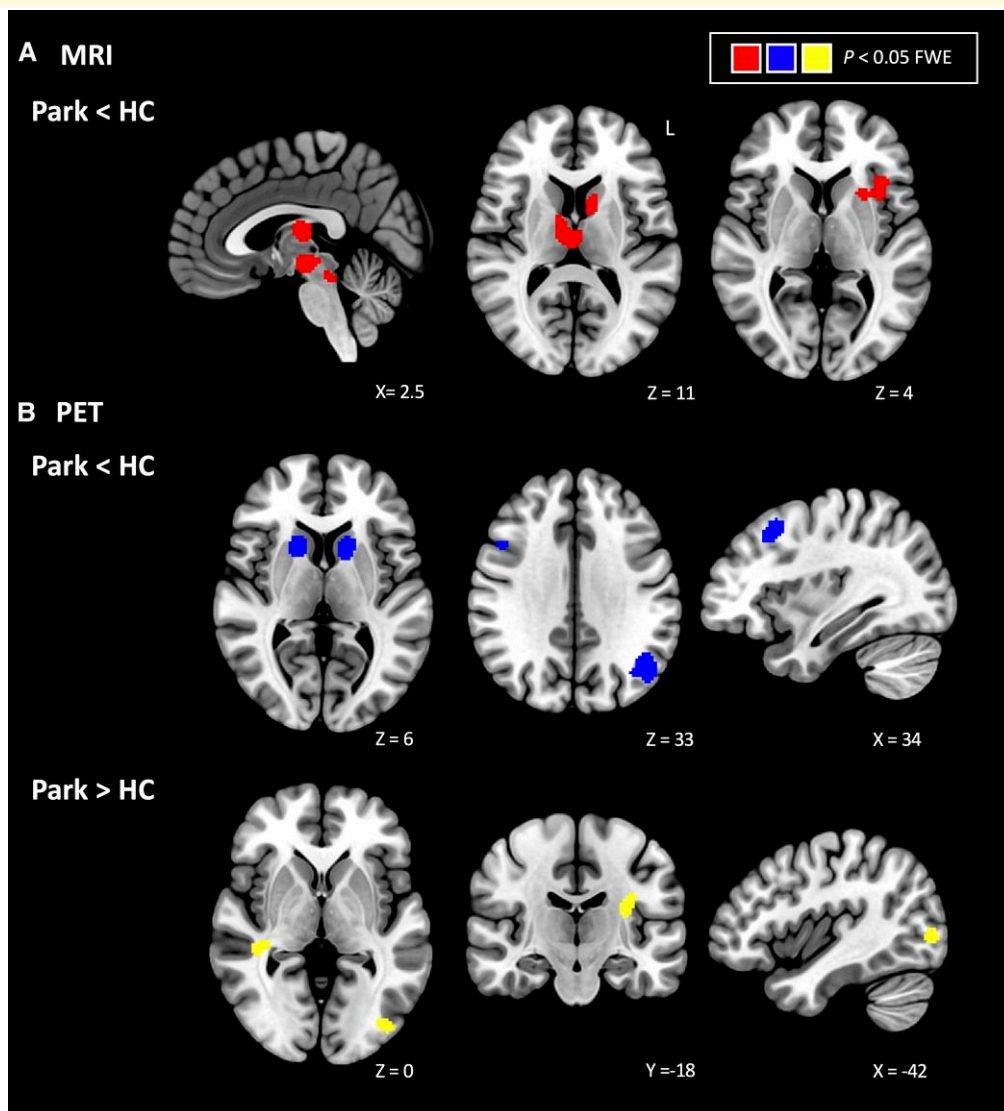 A MRI
P < 0.05 FWE
Park < HC
L
X= 2.5
Z = 11
Z = 4
B PET
Park < HC
Z = 6
Z = 33
X = 34
Park > HC
Z = 0
Y =-18
X = -42